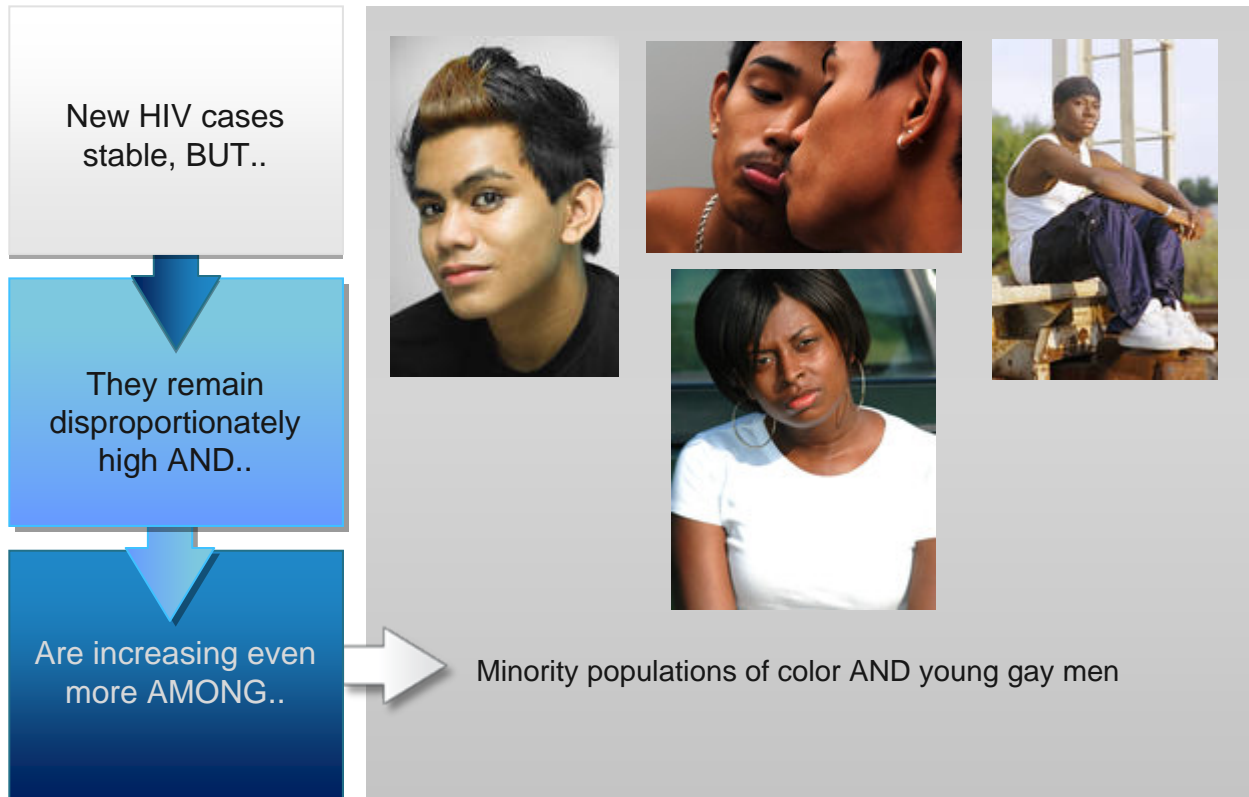 New HIV cases
stable, BUT..
They remain
disproportionately
high AND..
Are increasing even
more AMONG..
Minority populations of color AND young gay men